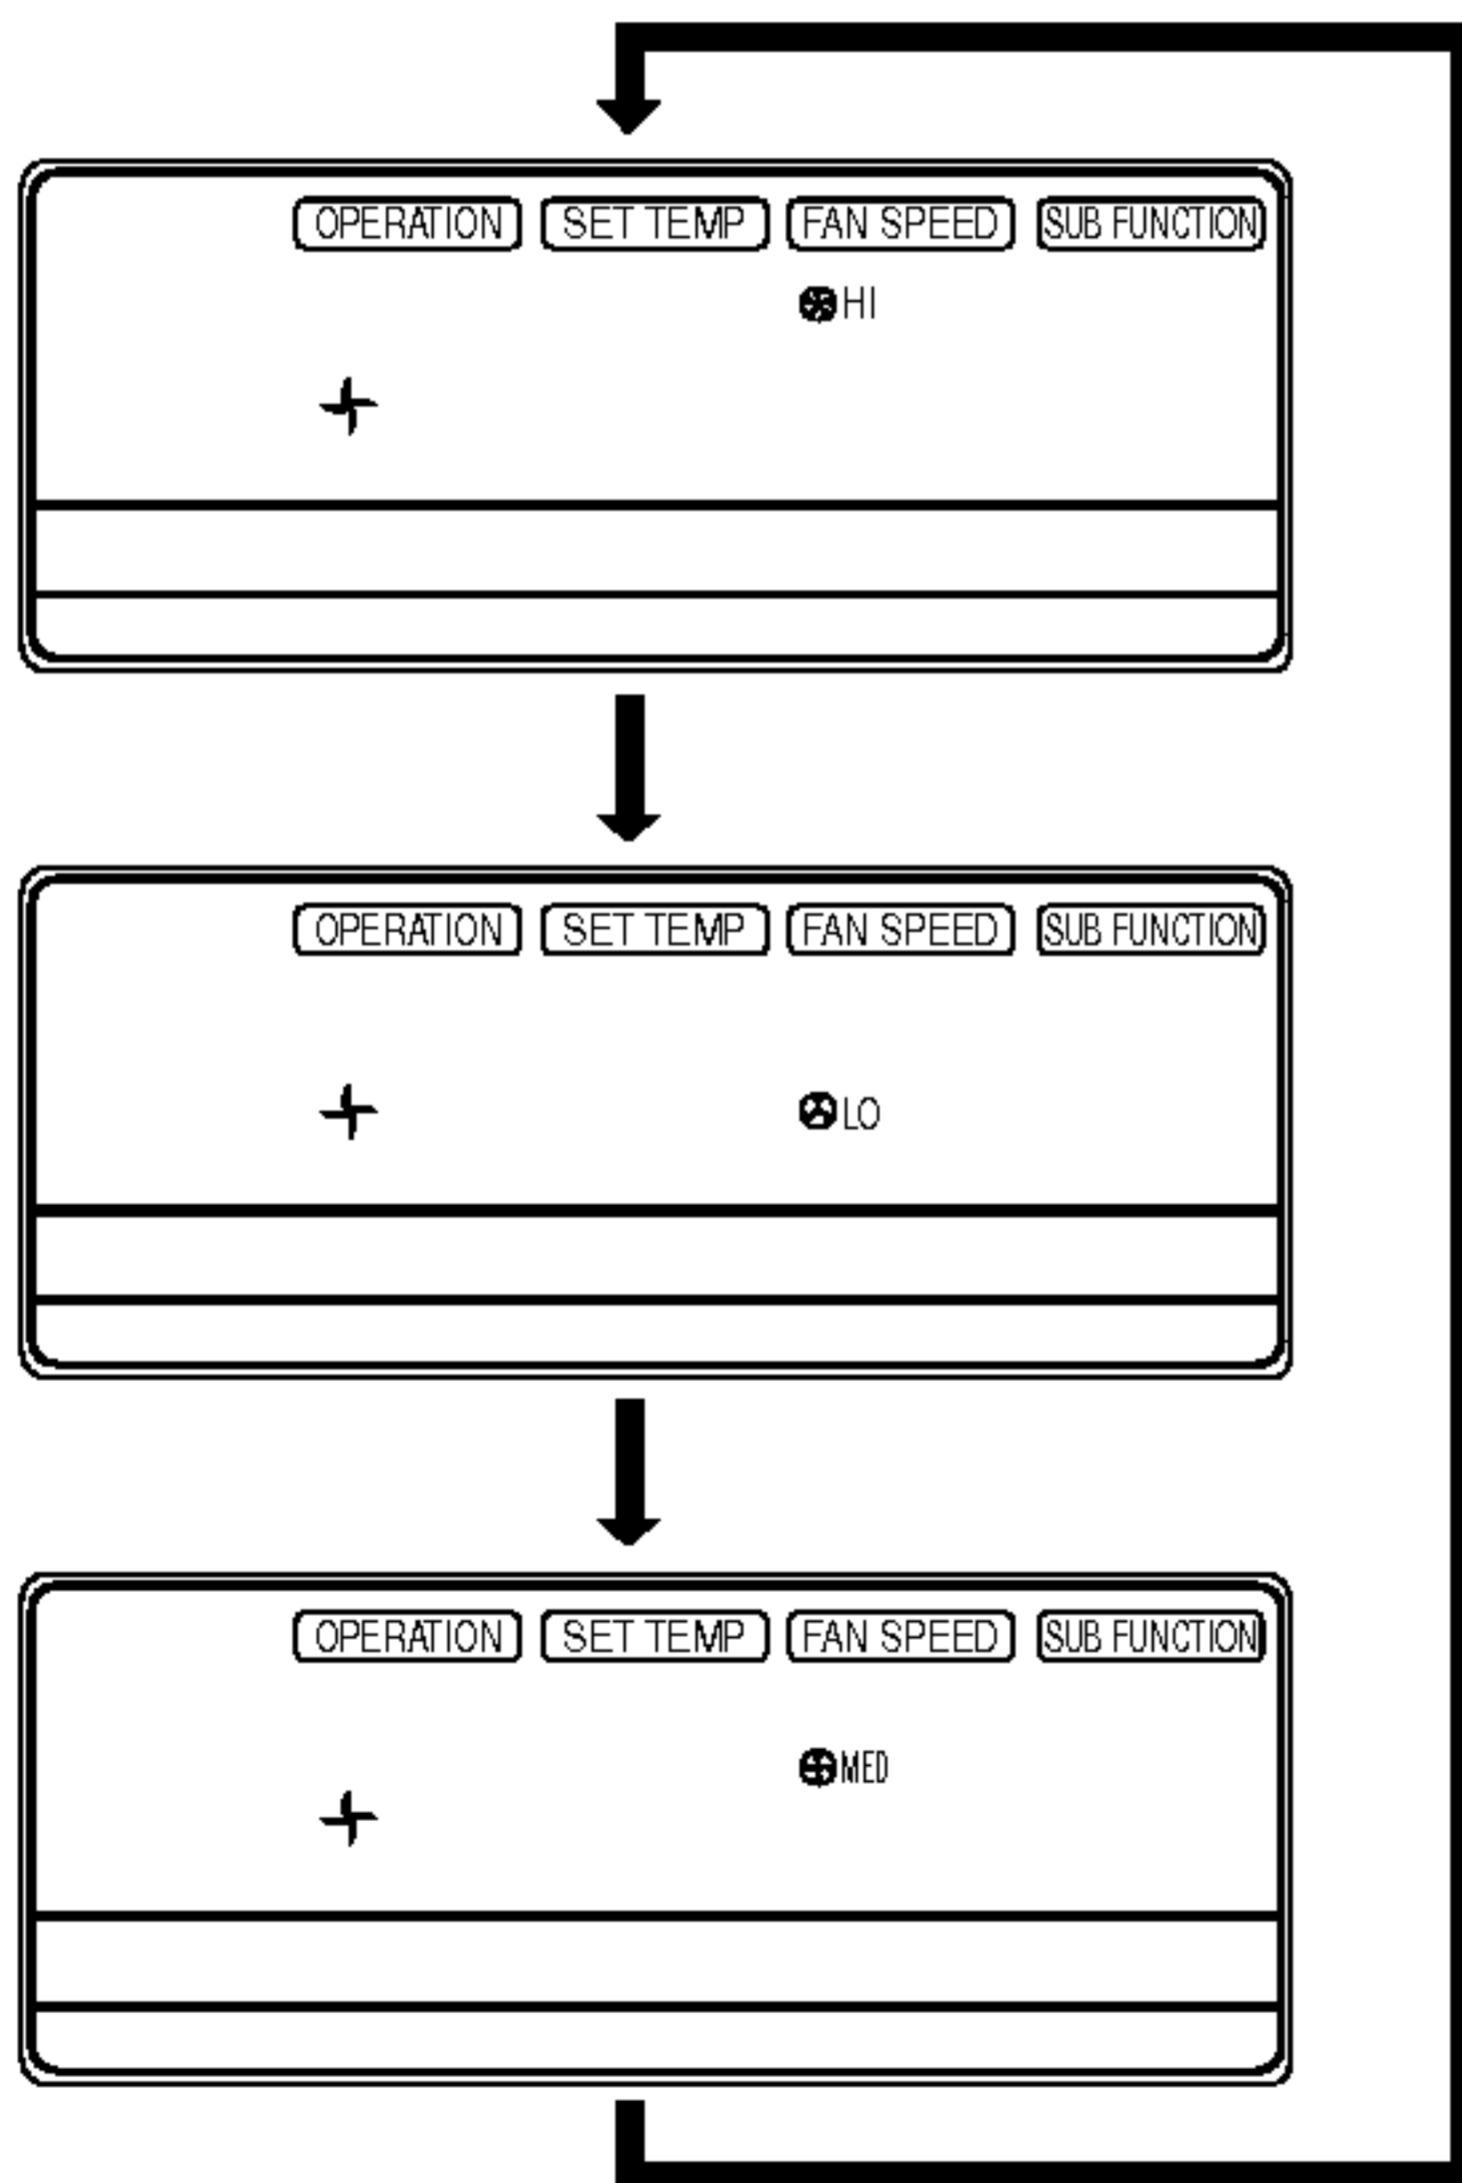 OPERATION SET TEMP FAN SPEED SUB FUNCTION
HI
OPERATION SET TEMP FAN SPEED SUB FUNCTION
LO
OPERATION SET TEMP FAN SPEED SUB FUNCTION
MED